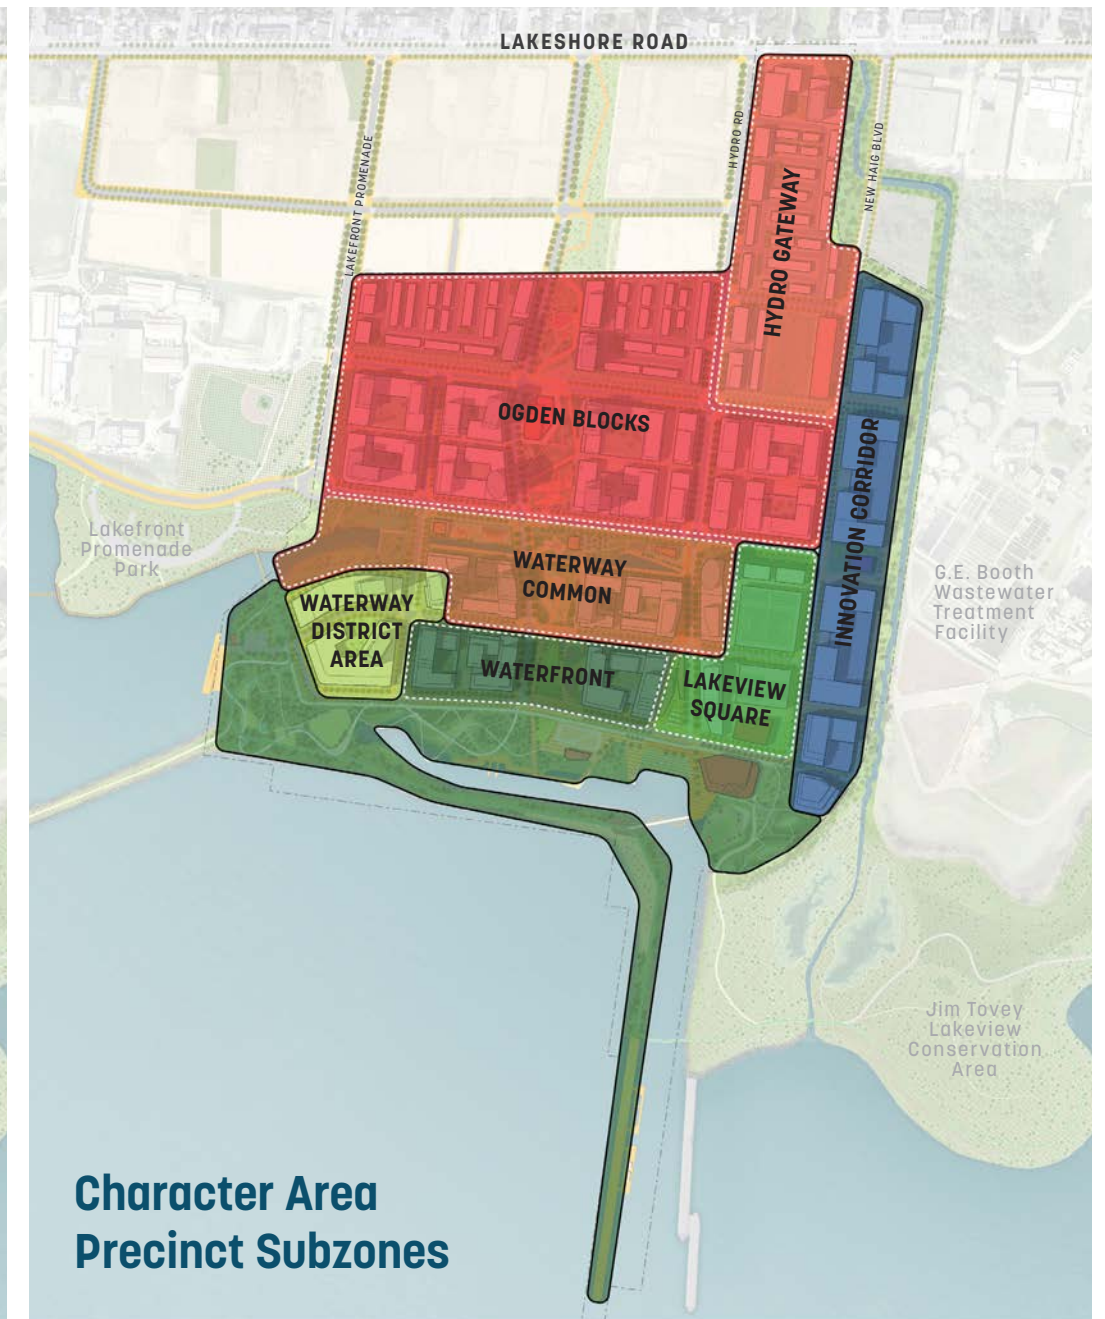 LAKESHORE ROAD
HYDRO RD
NEW HAIG BLVD
LAKEFRONT PROMENADE
HYDRO GATEWAY
OGDEN BLOCKS
INNOVATION CORRIDOR
Lakefront
Promenade
Park
WATERWAY
COMMON
G.E. Booth
Wastewater
Treatment
Facility
WATERWAY
DISTRICT
AREA
WATERFRONT
LAKEVIEW
SQUARE
Jim Tovey
Lakeview
Conservation
Area
Character Area
Precinct Subzones